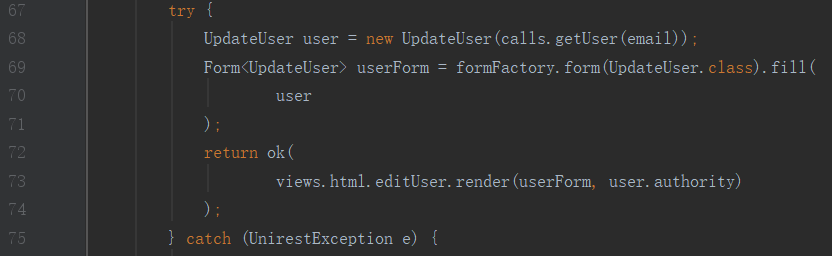 67 try {
68 UpdateUser user = new UpdateUser(calls.getUser(email));
69 Form<UpdateUser> userForm = formFactory.form(UpdateUser.class).fill(
70 user
71 );
72 return ok(
73 views.html.editUser.render(userForm, user.authority)
74 );
75 } catch (UnirestException e) {